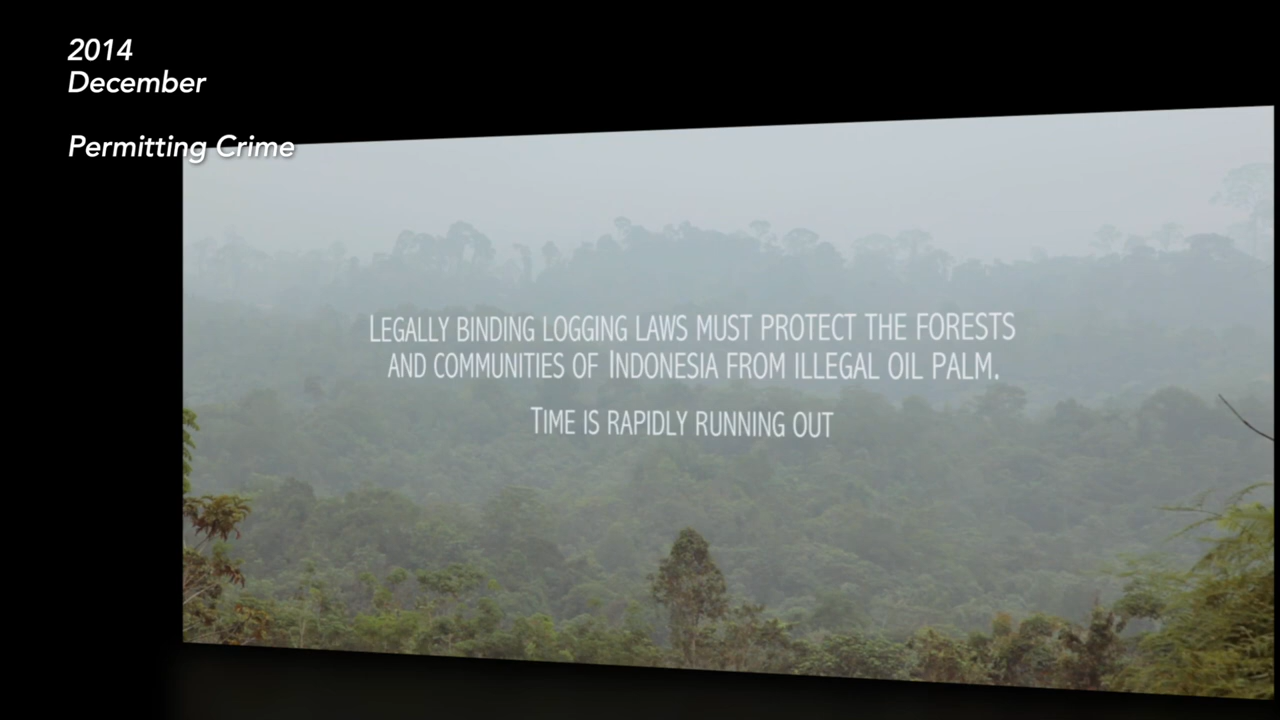 2014
December
Permitting Crime
LEGALLY BINDING LOGGING LAWS MUST PROTECT THE FORESTS
AND COMMUNITIES OF INDONESIA FROM ILLEGAL OIL PALM.
TIME IS RAPIDLY RUNNING OUT